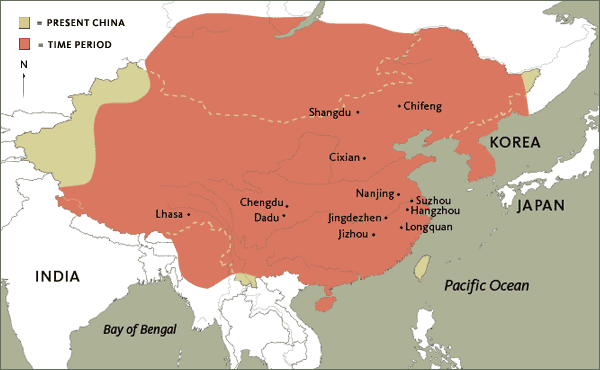 = PRESENT CHINA
= TIME PERIOD
N
Shangdu
Chifeng
KOREA
Cixian
Nanjing
Suzhou
Hangzhou
JAPAN
Chengdu
Dadu
Lhasa
Jingdezhen
Longquan
Jizhou
INDIA
Pacific Ocean
Bay of Bengal